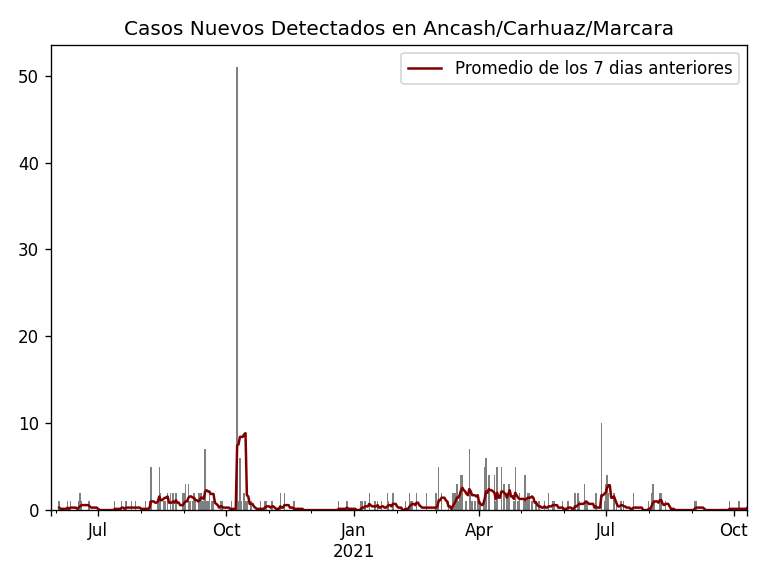 Casos Nuevos Detectados en Ancash/Carhuaz/Marcara
Promedio de los 7 dias anteriores
50
40
30
20
10
0
Jul Oct Jan Apr Jul Oct
2021